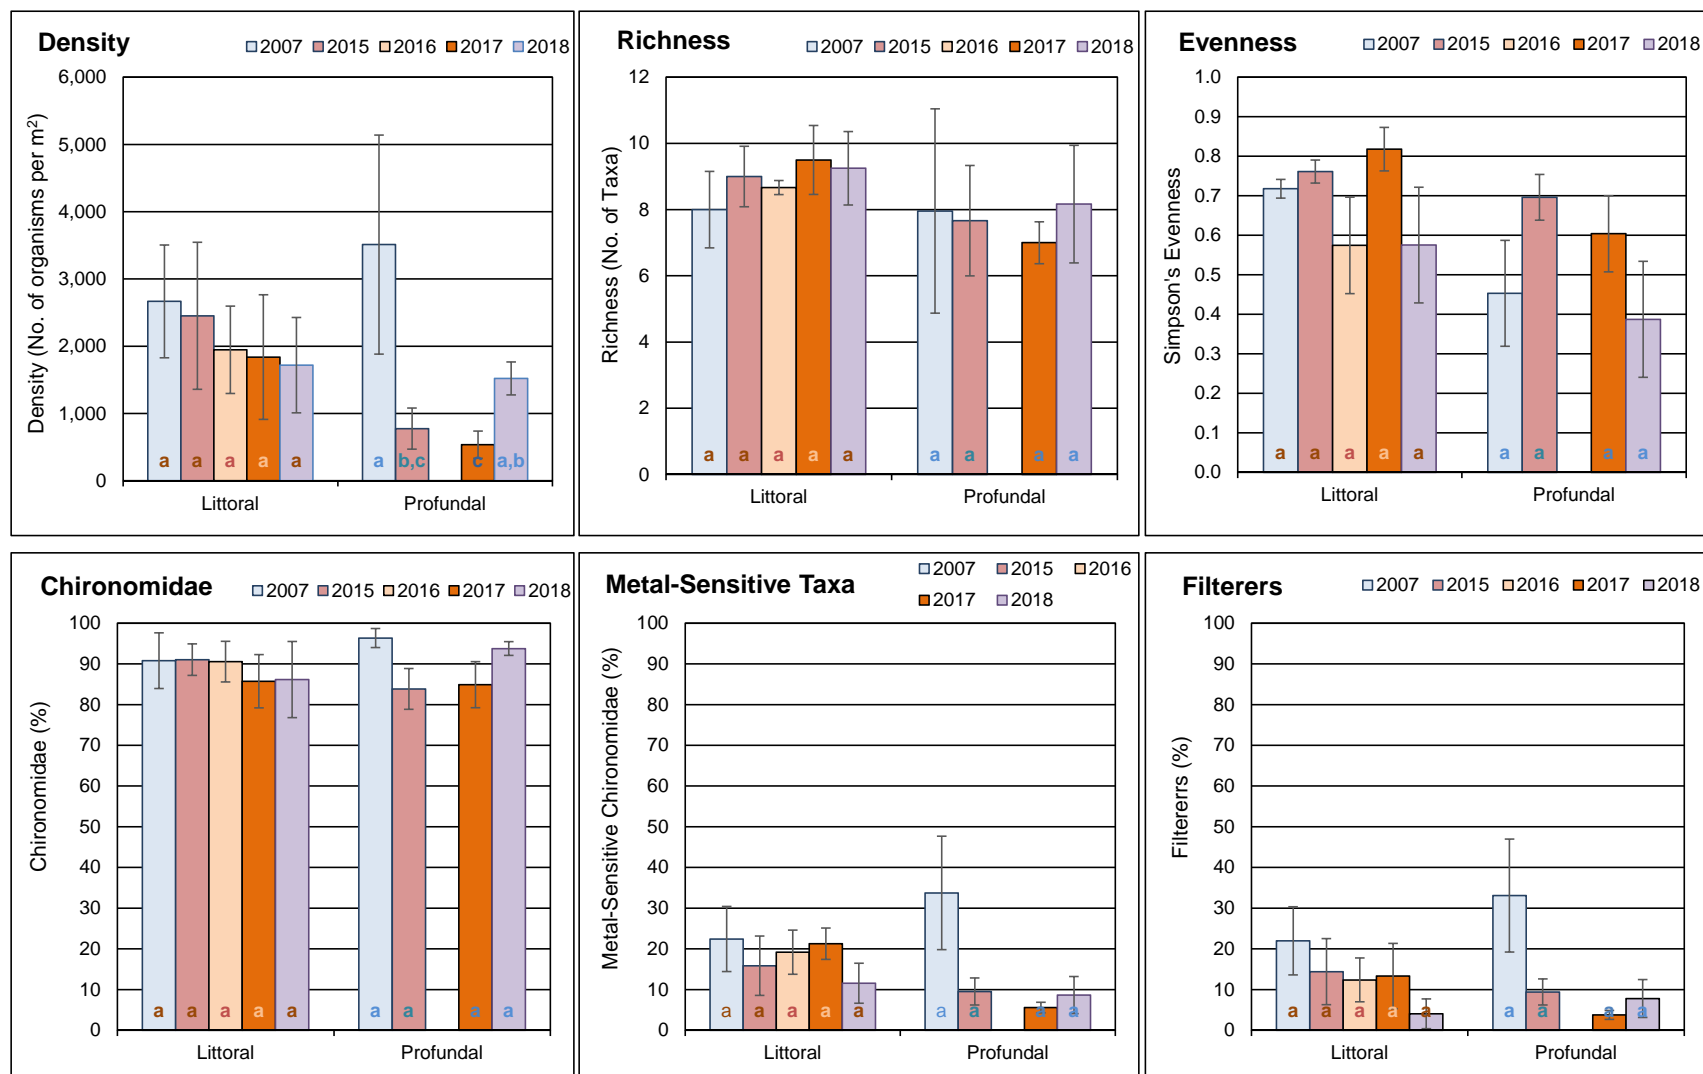 Density
2007 2015 2016 2017 2018
6,000
5,000
4,000
3,000
2,000
1,000
0
Density (No. of organisms per m²)
a a a a a a b,c c a,b
Littoral Profundal
Richness
2007 2015 2016 2017 2018
12
10
8
6
4
2
0
Richness (No. of Taxa)
a a a a a a a a a
Littoral Profundal
Evenness
2007 2015 2016 2017 2018
1.0
0.9
0.8
0.7
0.6
0.5
0.4
0.3
0.2
0.1
0.0
Simpson's Evenness
a a a a a a a a a
Littoral Profundal
Chironomidae
2007 2015 2016 2017 2018
100
90
80
70
60
50
40
30
20
10
0
Chironomidae (%)
a a a a a a a a a
Littoral Profundal
Metal-Sensitive Taxa
2007 2015 2016
2017 2018
100
90
80
70
60
50
40
30
20
10
0
Metal-Sensitive Chironomidae (%)
a a a a a a a a a
Littoral Profundal
Filterers
2007 2015 2016 2017 2018
100
90
80
70
60
50
40
30
20
10
0
Filtererrs (%)
a a a a a a a a a
Littoral Profundal